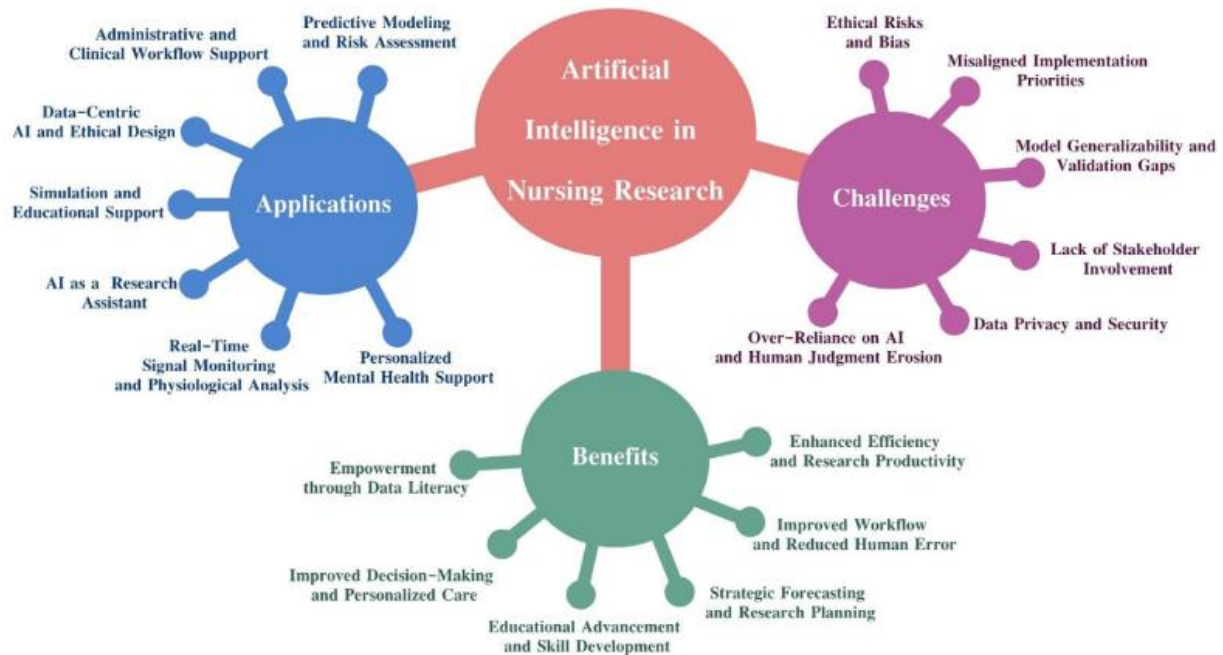 Artificial
Intelligence in
Nursing Research
Applications
Predictive Modeling
and Risk Assessment
Administrative and
Clinical Workflow Support
Data-Centric
AI and Ethical Design
Simulation and
Educational Support
AI as a Research
Assistant
Real-Time
Signal Monitoring
and Physiological Analysis
Personalized
Mental Health Support
Challenges
Ethical Risks
and Bias
Misaligned Implementation
Priorities
Model Generalizability and
Validation Gaps
Lack of Stakeholder
Involvement
Data Privacy and Security
Over-Reliance on AI
and Human Judgment Erosion
Benefits
Enhanced Efficiency
and Research Productivity
Improved Workflow
and Reduced Human Error
Strategic Forecasting
and Research Planning
Educational Advancement
and Skill Development
Improved Decision-Making
and Personalized Care
Empowerment
through Data Literacy